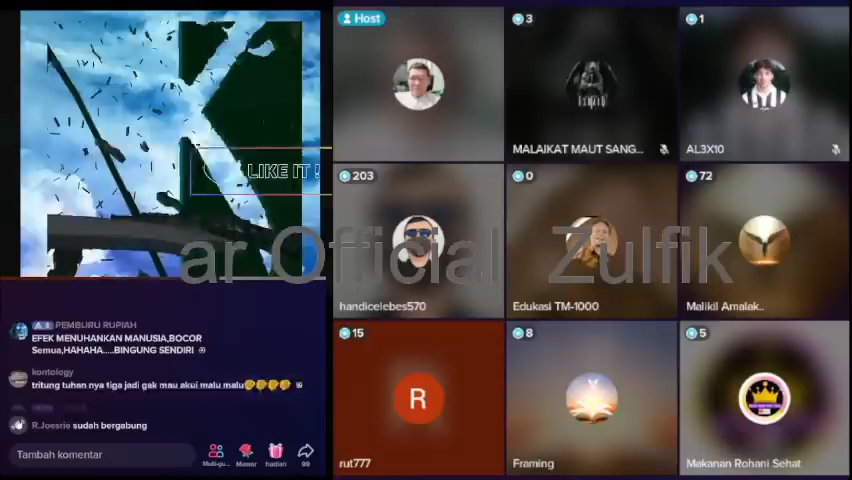 LIKE IT !
PEMBURU RUPIAH
EFEK MENUHANKAN MANUSIA,BOCOR
Semua,HAHAHA.....BINGUNG SENDIRI
kontology
tritung tuhan nya tiga jadi gak mau akui malu malu
R.Joesrie sudah bergabung
Tambah komentar
Multi-gu...
Mawar
hadiah
99
Host
3
MALAIKAT MAUT SANG...
1
AL3X10
203
handicelebes570
0
Edukasi TM-1000
72
Malikil Amalak..
15
R
rut777
8
Framing
5
Makanan Rohani Sehat
ar Official Zulfik